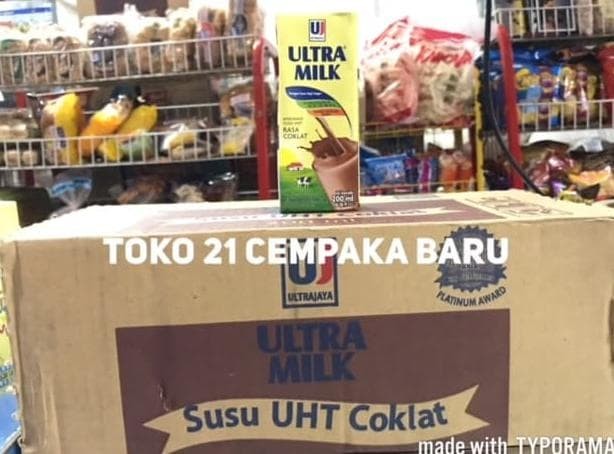 UJ
ULTRA
MILK
RASA
COKLAT
200 ml
TOKO 21 CEMPAKA BARU
UJ
ULTRAJAYA
PLATINUM AWARD
ULTRA
MILK
Susu UHT Coklat
made with TYPORAMA